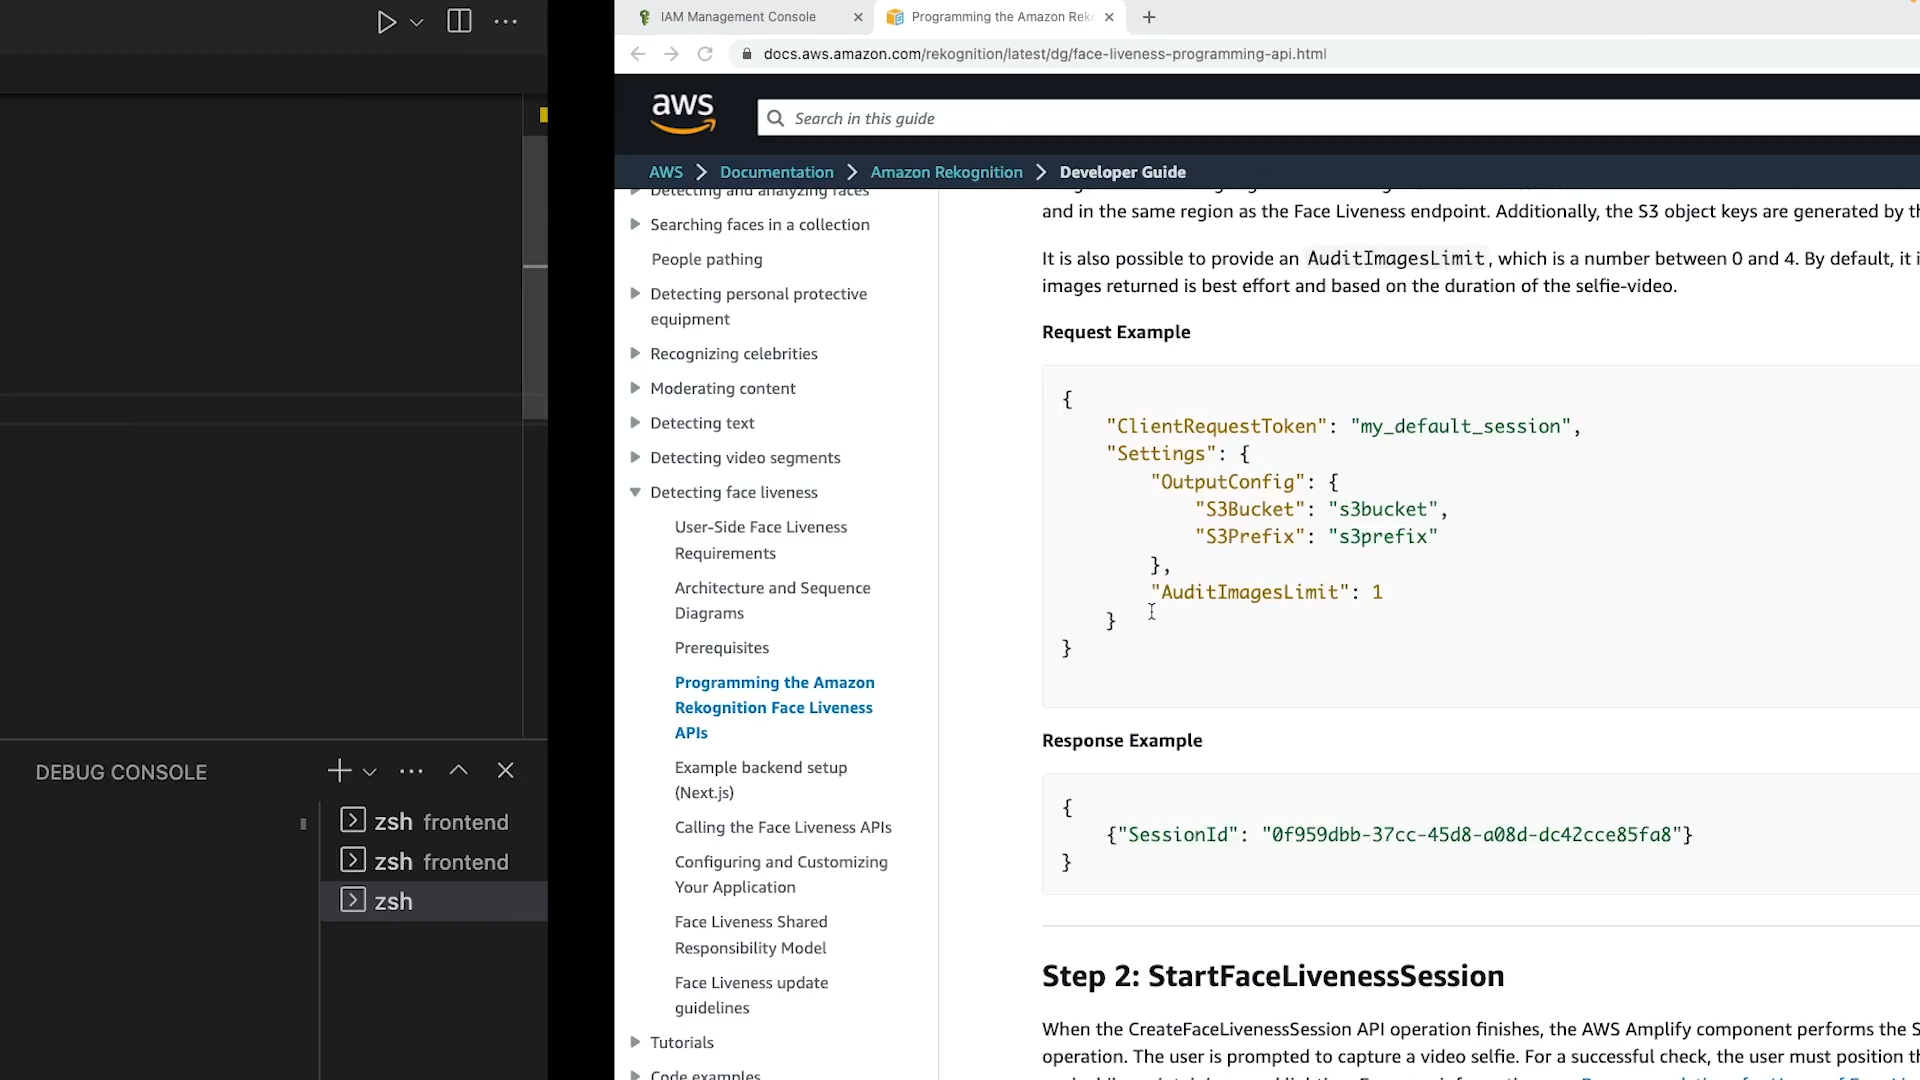 IAM Management Console
Programming the Amazon Rek
docs.aws.amazon.com/rekognition/latest/dg/face-liveness-programming-api.html
aws
Search in this guide
AWS > Documentation > Amazon Rekognition > Developer Guide
Detecting and analyzing faces
Searching faces in a collection
People pathing
Detecting personal protective
equipment
Recognizing celebrities
Moderating content
Detecting text
Detecting video segments
Detecting face liveness
User-Side Face Liveness
Requirements
Architecture and Sequence
Diagrams
Prerequisites
Programming the Amazon
Rekognition Face Liveness
APIs
Example backend setup
(Next.js)
Calling the Face Liveness APIs
Configuring and Customizing
Your Application
Face Liveness Shared
Responsibility Model
Face Liveness update
guidelines
Tutorials
Code examples
and in the same region as the Face Liveness endpoint. Additionally, the S3 object keys are generated by
It is also possible to provide an AuditImagesLimit, which is a number between 0 and 4. By default, it
images returned is best effort and based on the duration of the selfie-video.
Request Example
{
"ClientRequestToken": "my_default_session",
"Settings": {
"OutputConfig": {
"S3Bucket": "s3bucket",
"S3Prefix": "s3prefix"
},
"AuditImagesLimit": 1
}
}
Response Example
{
{"SessionId": "0f959dbb-37cc-45d8-a08d-dc42cce85fa8"}
}
Step 2: StartFaceLivenessSession
When the CreateFaceLivenessSession API operation finishes, the AWS Amplify component performs the
operation. The user is prompted to capture a video selfie. For a successful check, the user must position
DEBUG CONSOLE
zsh frontend
zsh frontend
zsh